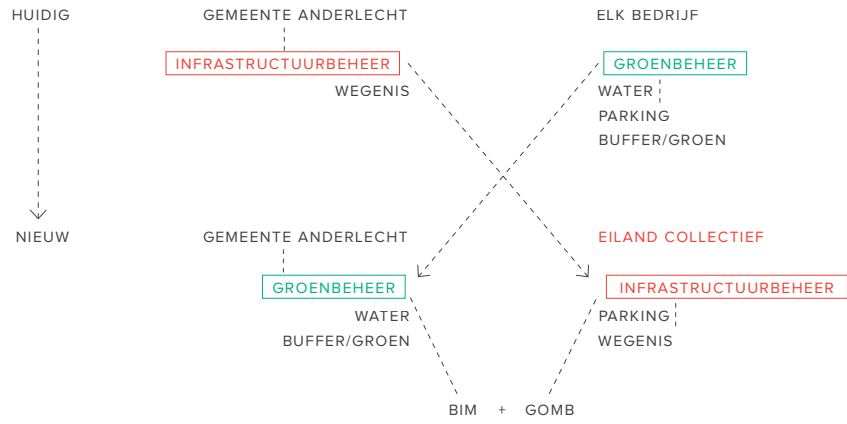 HUIDIG
GEMEENTE ANDERLECHT
ELK BEDRIJF
INFRASTRUCTUURBEHEER
GROENBEHEER
WEGENIS
WATER
PARKING
BUFFER/GROEN
NIEUW
GEMEENTE ANDERLECHT
EILAND COLLECTIEF
GROENBEHEER
INFRASTRUCTUURBEHEER
WATER
PARKING
BUFFER/GROEN
WEGENIS
BIM + GOMB